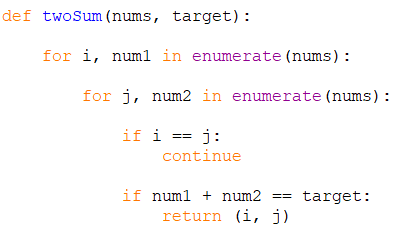 def twoSum(nums, target):
    for i, num1 in enumerate(nums):
        for j, num2 in enumerate(nums):
            if i == j:
                continue
            if num1 + num2 == target:
                return (i, j)